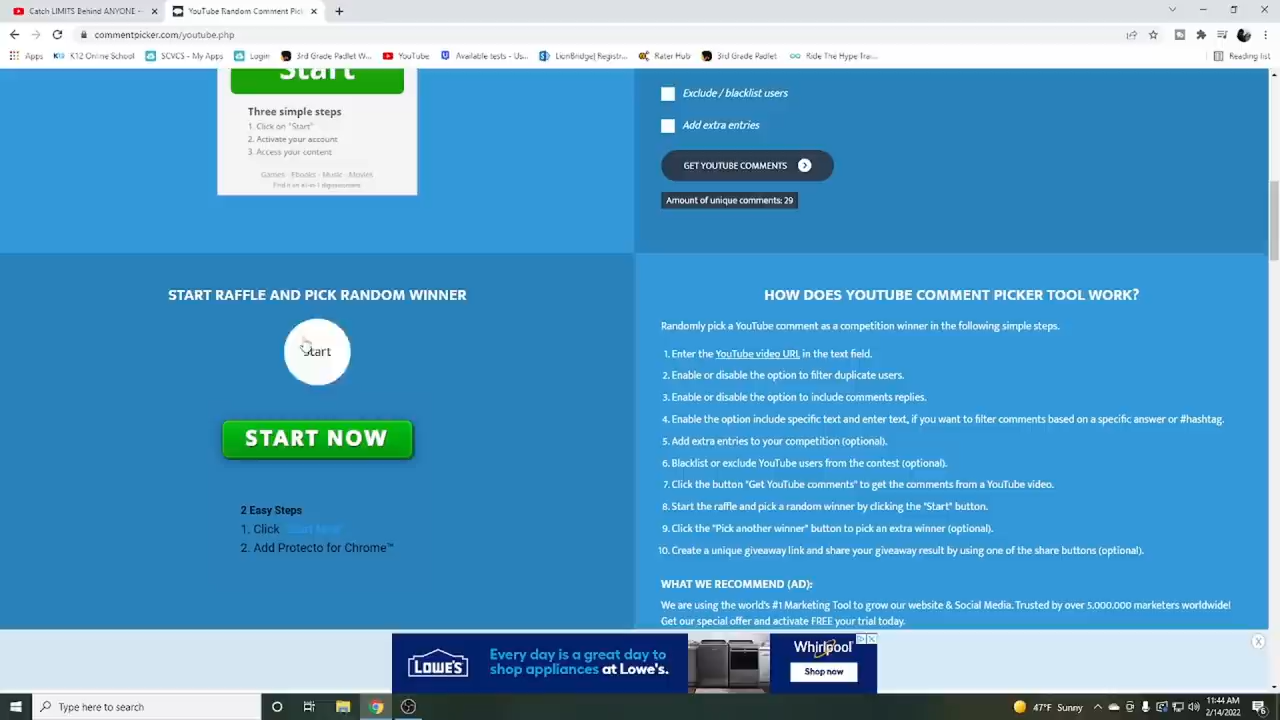 Catch LIMITS Behind ANYONE -
YouTube Random Comment Pic
commentpicker.com/youtube.php
Apps
K12 Online School
SCVCS - My Apps
Login
3rd Grade Padlet W...
YouTube
Available tests - Us...
LionBridge| Registr...
Rater Hub
3rd Grade Padlet
Ride The Hype Tra...
Reading list
Start
Three simple steps
1. Click on "Start"
2. Activate your account
3. Access your content
Games · Ebooks · Music · Movies
Exclude / blacklist users
Add extra entries
GET YOUTUBE COMMENTS
Amount of unique comments: 29
START RAFFLE AND PICK RANDOM WINNER
Start
START NOW
2 Easy Steps
1. Click Start Now
2. Add Protecto for Chrome™
HOW DOES YOUTUBE COMMENT PICKER TOOL WORK?
Randomly pick a YouTube comment as a competition winner in the following simple steps.
1. Enter the YouTube video URL in the text field.
2. Enable or disable the option to filter duplicate users.
3. Enable or disable the option to include comments replies.
4. Enable the option include specific text and enter text, if you want to filter comments based on a specific answer or #hashtag.
5. Add extra entries to your competition (optional).
6. Blacklist or exclude YouTube users from the contest (optional).
7. Click the button "Get YouTube comments" to get the comments from a YouTube video.
8. Start the raffle and pick a random winner by clicking the "Start" button.
9. Click the "Pick another winner" button to pick an extra winner (optional).
10. Create a unique giveaway link and share your giveaway result by using one of the share buttons (optional).
WHAT WE RECOMMEND (AD):
We are using the world's #1 Marketing Tool to grow our website & Social Media. Trusted by over 5.000.000 marketers worldwide!
Get our special offer and activate FREE your trial today.
LOWE'S
Every day is a great day to
shop appliances at Lowe's.
Whirlpool
Shop now
Type here to search
47°F Sunny
11:44 AM
2/14/2022
6